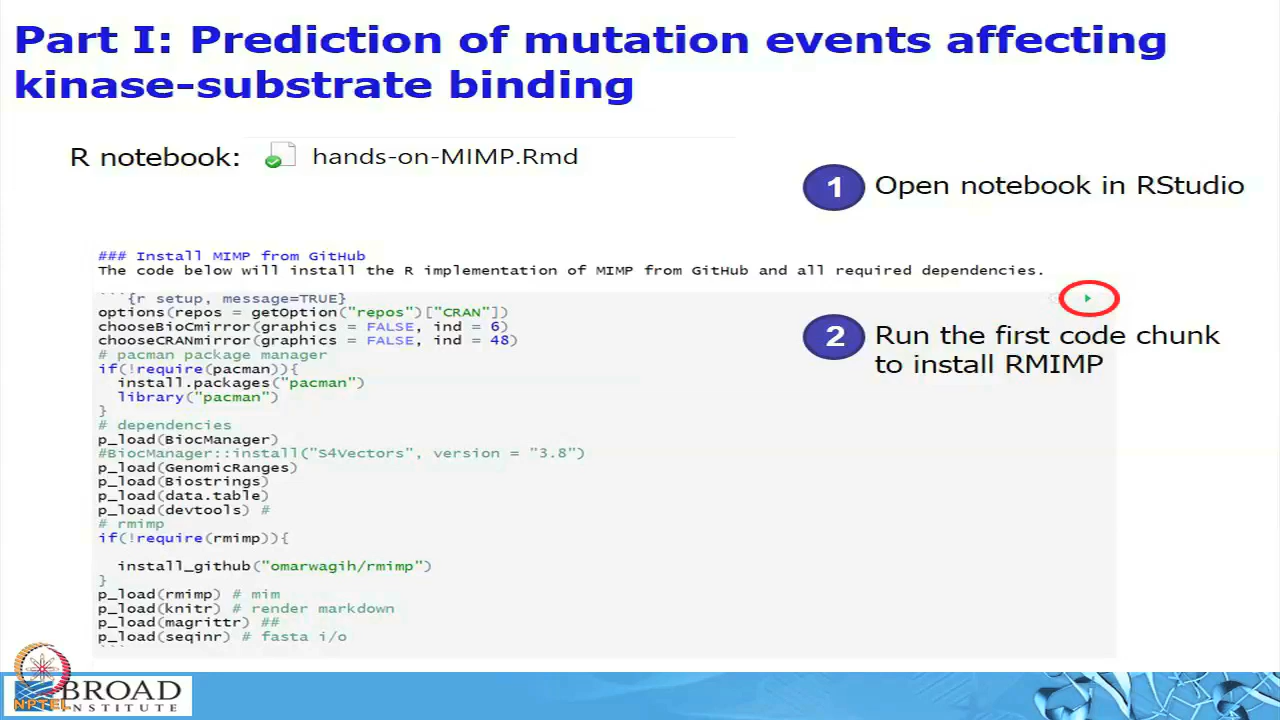 Part I: Prediction of mutation events affecting
kinase-substrate binding
R notebook: hands-on-MIMP.Rmd
1 Open notebook in RStudio
### Install MIMP from GitHub
The code below will install the R implementation of MIMP from GitHub and all required dependencies.
```{r setup, message=TRUE}
options(repos = getOption("repos")["CRAN"])
chooseBioCmirror(graphics = FALSE, ind = 6)
chooseCRANmirror(graphics = FALSE, ind = 48)
# pacman package manager
if(!require(pacman)){
install.packages("pacman")
library("pacman")
}
2 Run the first code chunk
to install RMIMP
# dependencies
p_load(BiocManager)
#BiocManager::install("S4Vectors", version = "3.8")
p_load(GenomicRanges)
p_load(Biostrings)
p_load(data.table)
p_load(devtools) #
# rmimp
if(!require(rmimp)){
install_github("omarwagih/rmimp")
}
p_load(rmimp) # mim
p_load(knitr) # render markdown
p_load(magrittr) ##
p_load(seqinr) # fasta i/o
```
BROAD
INSTITUTE
NPTEL